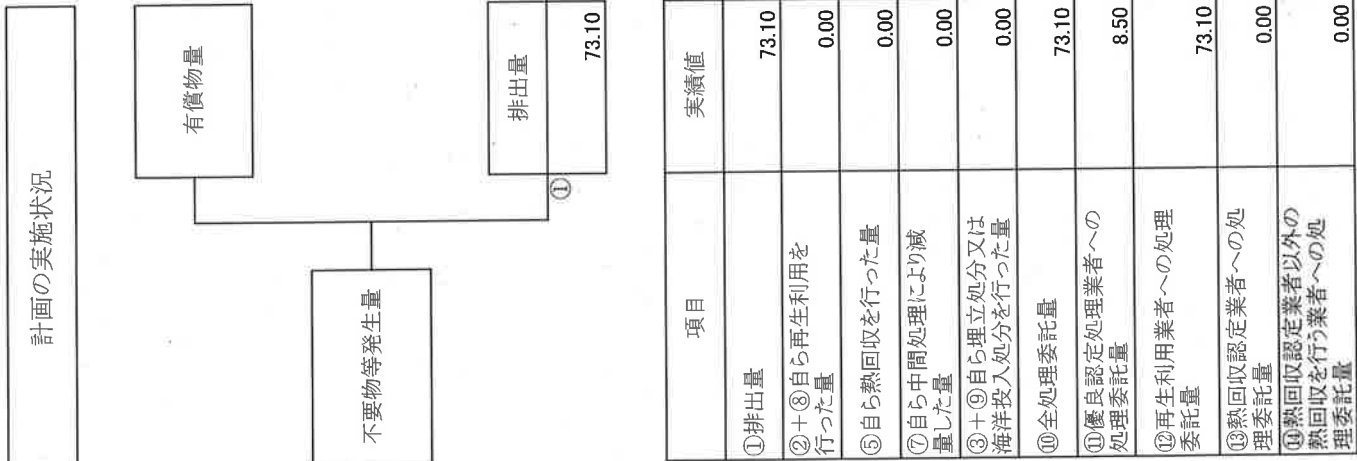 計画の実施状況
有償物量
不要物等発生量
排出量
①
73.10
項目
実績値
①排出量
73.10
②+⑧自ら再生利用を
行った量
0.00
⑤自ら熱回収を行った量
0.00
⑦自ら中間処理により減
量した量
0.00
③+⑨自ら埋立処分又は
海洋投入処分を行った量
0.00
⑩全処理委託量
73.10
⑪優良認定処理業者への
処理委託量
8.50
⑫再生利用業者への処理
委託量
73.10
⑬熱回収認定業者への処
理委託量
0.00
⑭熱回収認定業者以外の
熱回収を行う業者への処
理委託量
0.00